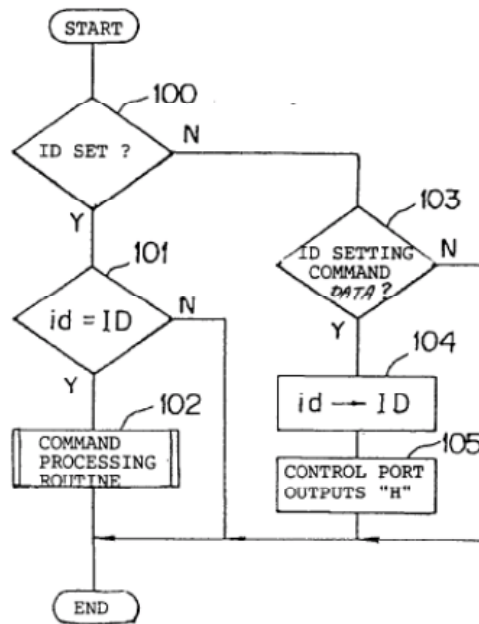 START
100
ID SET ?
N
Y
103
101
ID SETTING
COMMAND
DATA?
N
id = ID
N
Y
Y
104
id → ID
102
COMMAND
PROCESSING
ROUTINE
105
CONTROL PORT
OUTPUTS "H"
END